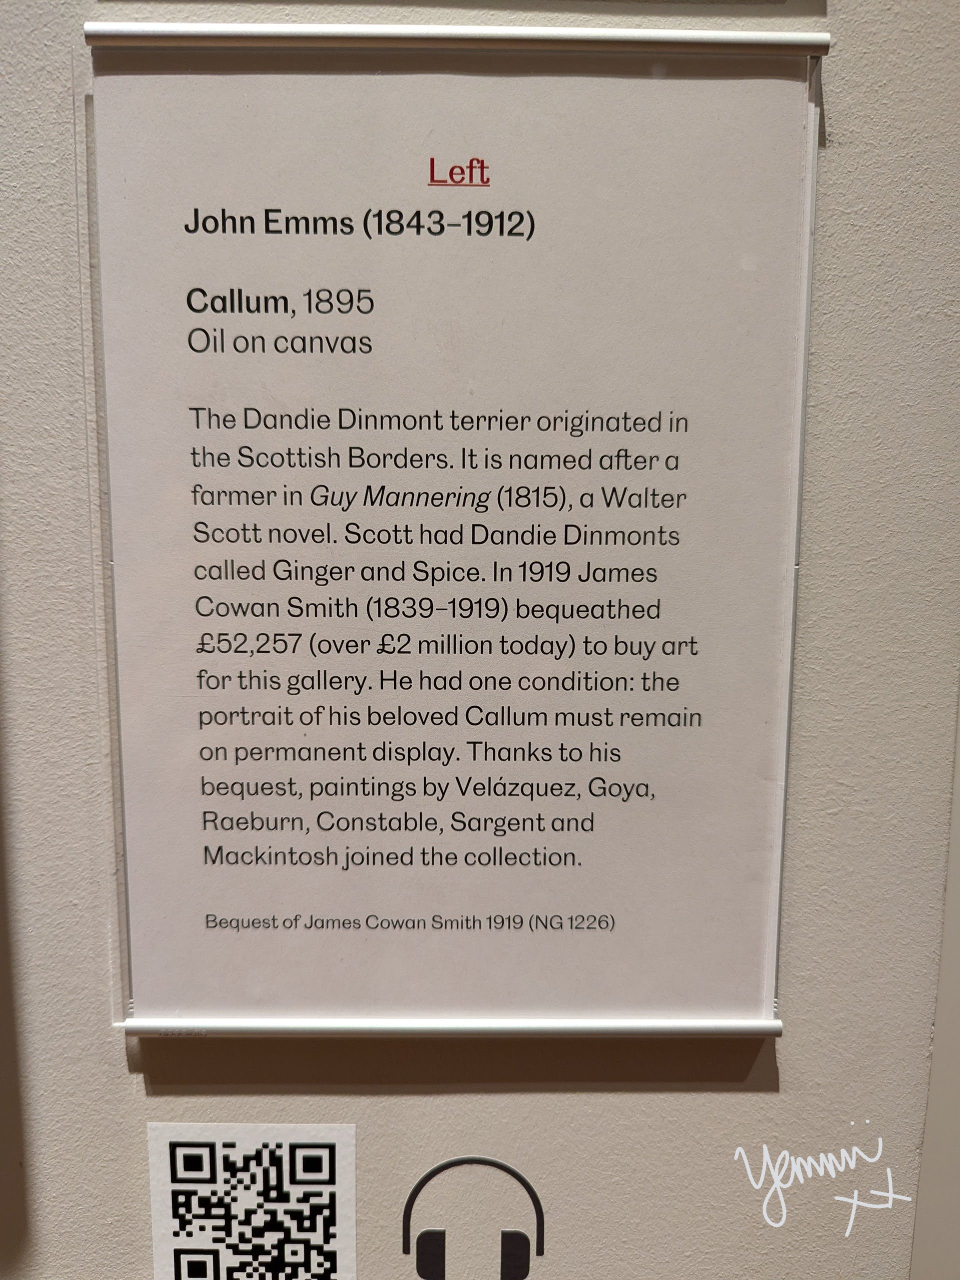 Left
John Emms (1843–1912)
Callum, 1895
Oil on canvas
The Dandie Dinmont terrier originated in
the Scottish Borders. It is named after a
farmer in Guy Mannering (1815), a Walter
Scott novel. Scott had Dandie Dinmonts
called Ginger and Spice. In 1919 James
Cowan Smith (1839–1919) bequeathed
£52,257 (over £2 million today) to buy art
for this gallery. He had one condition: the
portrait of his beloved Callum must remain
on permanent display. Thanks to his
bequest, paintings by Velázquez, Goya,
Raeburn, Constable, Sargent and
Mackintosh joined the collection.
Bequest of James Cowan Smith 1919 (NG 1226)